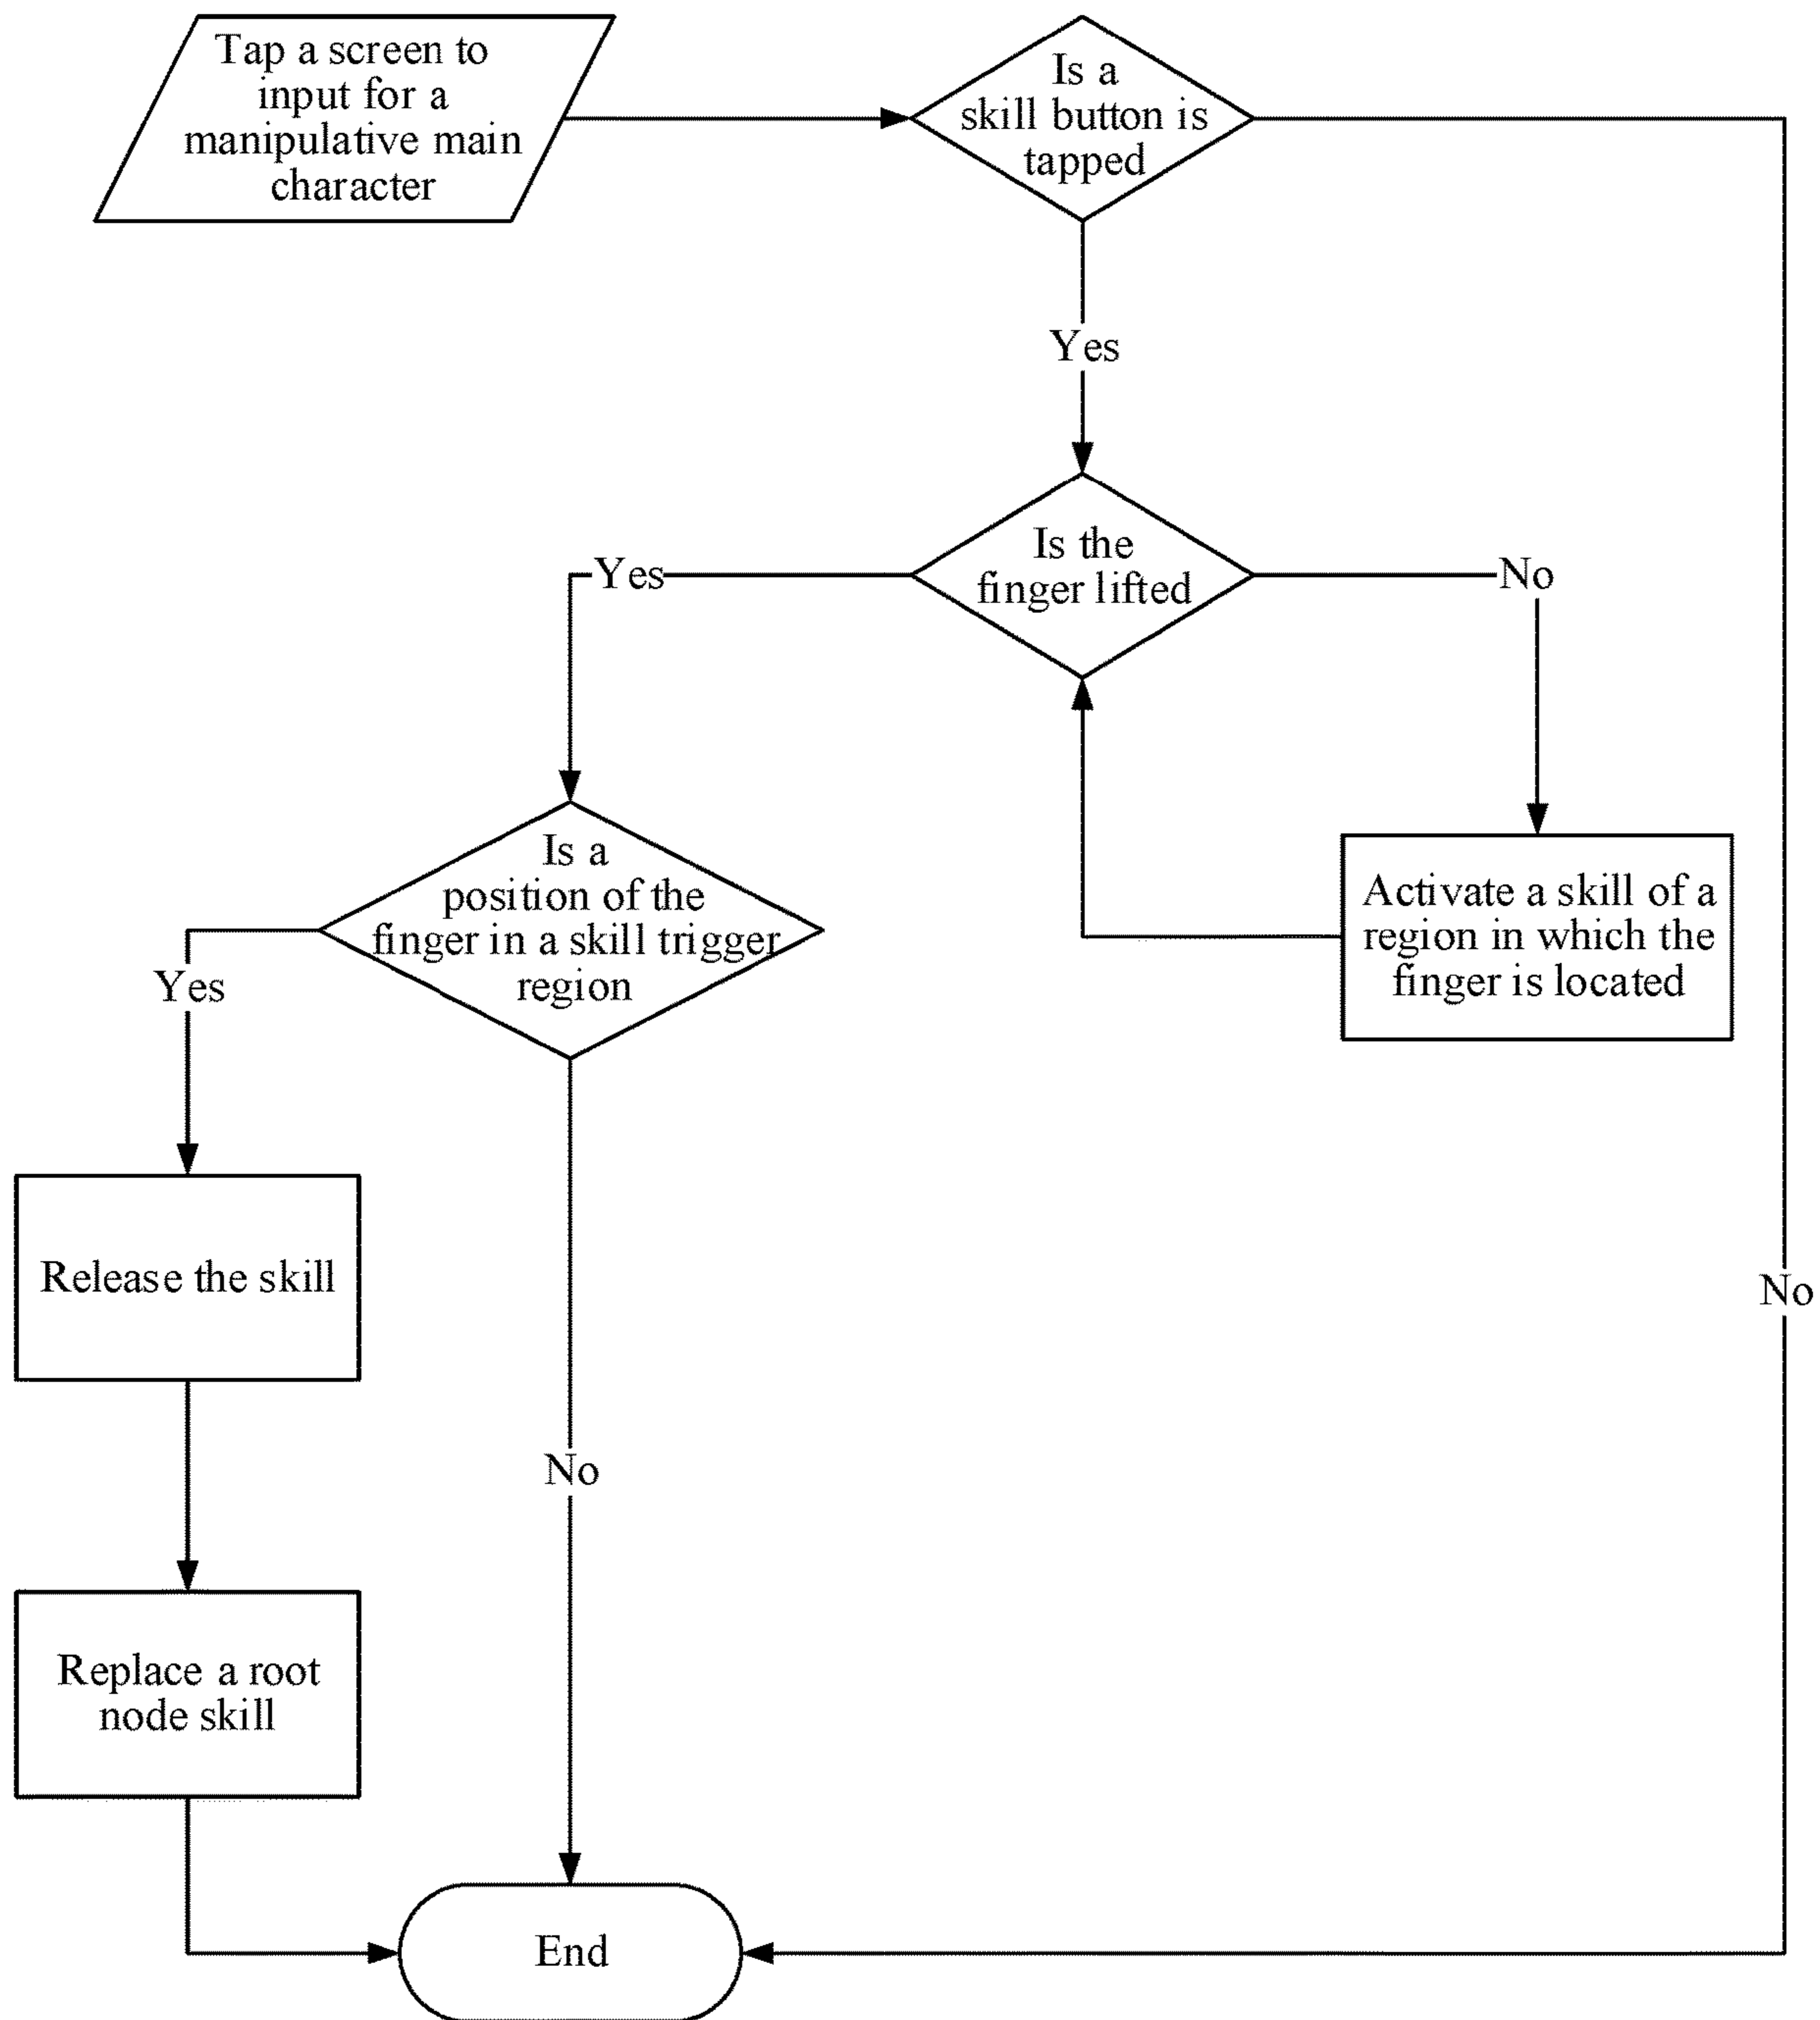 Tap a screen to
input for a
manipulative main
character
Is a
skill button is
tapped
Yes
Is the
finger lifted
Yes
No
Is a
position of the
finger in a skill trigger
region
Activate a skill of a
region in which the
finger is located
Yes
Release the skill
No
No
Replace a root
node skill
End